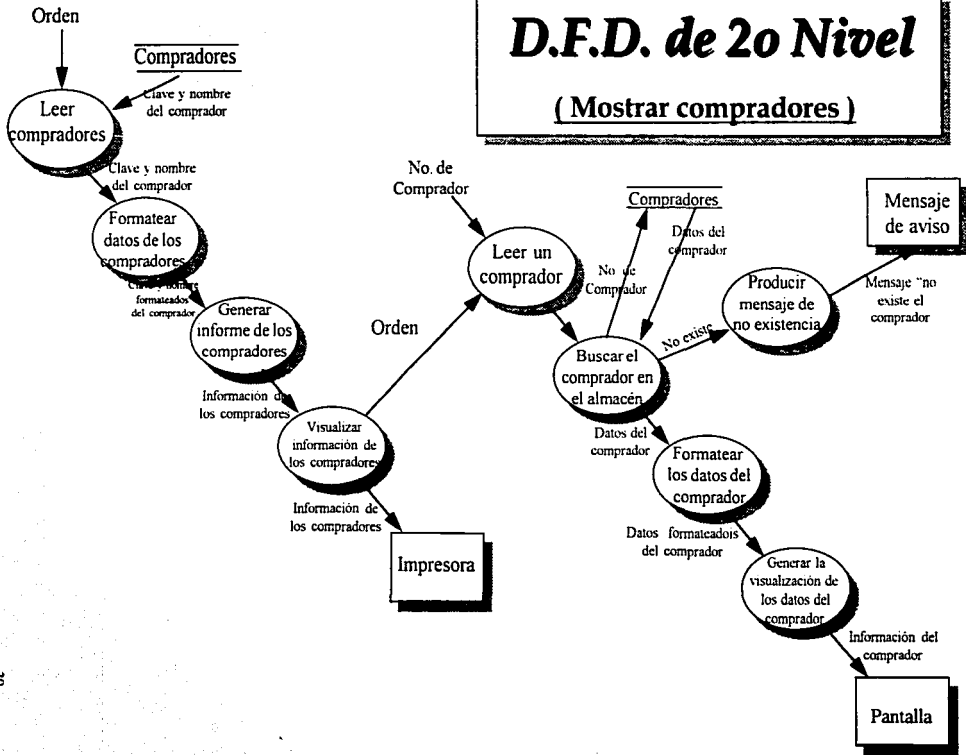 D.F.D. de 2o Nivel
( Mostrar compradores )
Orden
Compradores
Clave y nombre
del comprador
Leer
compradores
Clave y nombre
del comprador
Formatear
datos de los
compradores
Clave y nombre
formateados
del comprador
Generar
informe de los
compradores
Información de
los compradores
Visualizar
información de
los compradores
Información de
los compradores
Impresora
Orden
No. de
Comprador
Leer un
comprador
Compradores
No. de
Comprador
Datos del
comprador
Buscar el
comprador en
el almacén
No existe
Producir
mensaje de
no existencia
Mensaje "no
existe el
comprador
Mensaje
de aviso
Datos del
comprador
Formatear
los datos del
comprador
Datos formateadois
del comprador
Generar la
visualización de
los datos del
comprador
Información del
comprador
Pantalla